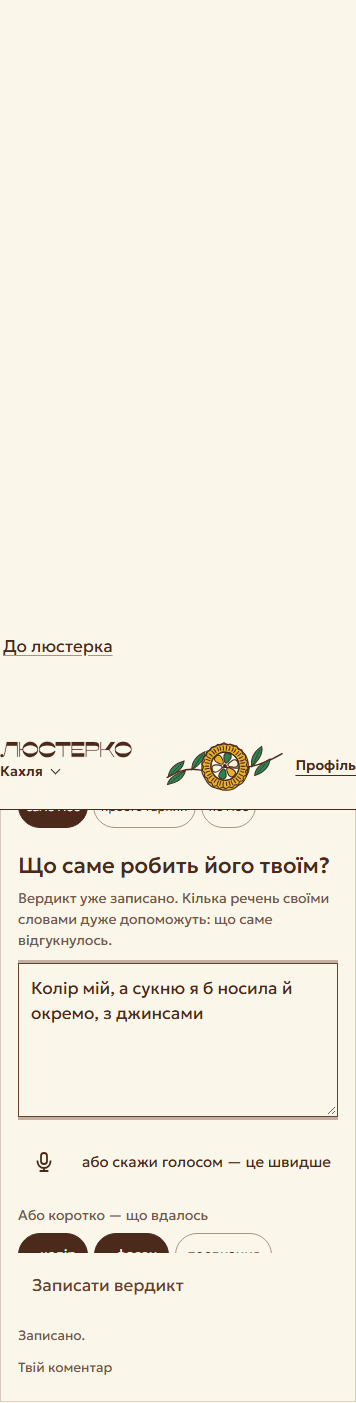 До люстерка
ЛЮСТЕРКО
Кахля
Профіль
Що саме робить його твоїм?
Вердикт уже записано. Кілька речень своїми
словами дуже допоможуть: що саме
відгукнулось.
Колір мій, а сукню я б носила й
окремо, з джинсами
або скажи голосом — це швидше
Або коротко — що вдалось
Записати вердикт
Записано.
Твій коментар